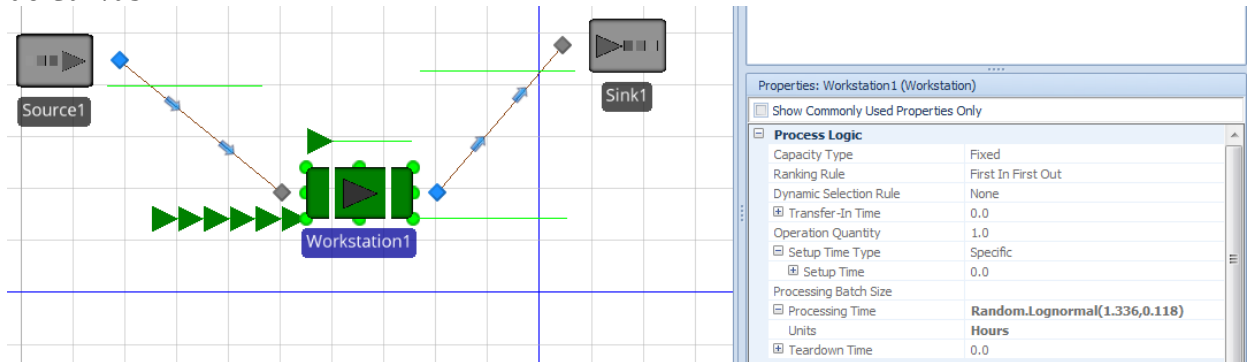 Source1
Sink1
Workstation1
Properties: Workstation1 (Workstation)
Show Commonly Used Properties Only
Process Logic
Capacity Type Fixed
Ranking Rule First In First Out
Dynamic Selection Rule None
Transfer-In Time 0.0
Operation Quantity 1.0
Setup Time Type Specific
Setup Time 0.0
Processing Batch Size
Processing Time Random.Lognormal(1.336,0.118)
Units Hours
Teardown Time 0.0